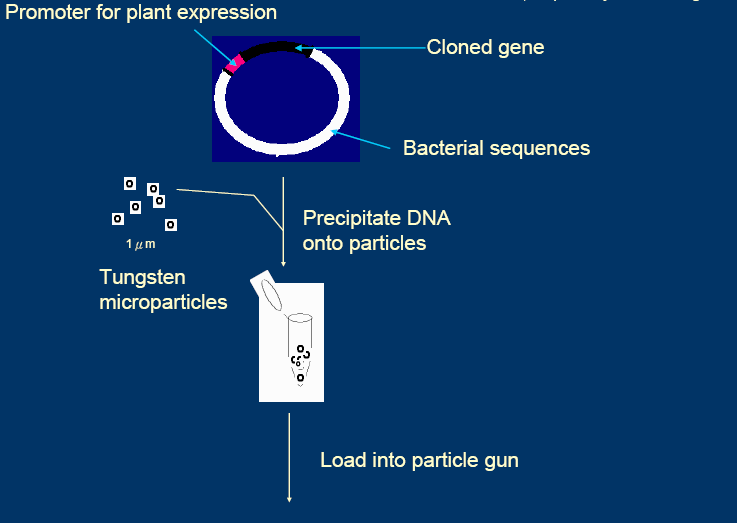 Promoter for plant expression
Cloned gene
Bacterial sequences
Precipitate DNA
onto particles
1 μm
Tungsten
microparticles
Load into particle gun